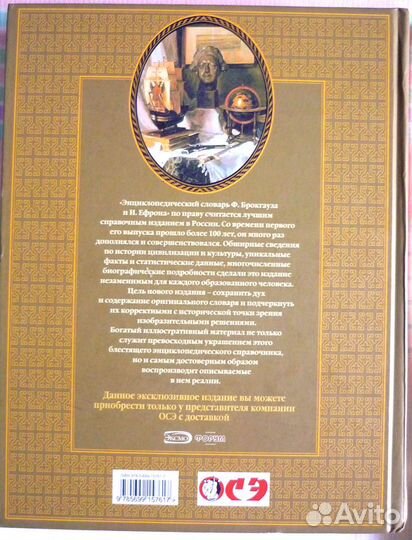 «Энциклопедический словарь Ф. Брокгауза
и И. Ефрона» по праву считается лучшим
справочным изданием в России. Со времени первого
его выпуска прошло более 100 лет, он много раз
дополнялся и совершенствовался. Обширные сведения
по истории цивилизации и культуры, уникальные
факты и статистические данные, многочисленные
биографические подробности сделали это издание
незаменимым для каждого образованного человека.
Цель нового издания – сохранить дух
и содержание оригинального словаря и подчеркнуть
их корректными с исторической точки зрения
изобразительными решениями.
Богатый иллюстративный материал не только
служит превосходным украшением этого
блестящего энциклопедического справочника,
но и самым достоверным образом
воспроизводит описываемые
в нем реалии.
Данное эксклюзивное издание вы можете
приобрести только у представителя компании
ОСЭ с доставкой
ЭКСМО ФОРУМ
9 785699 157617
ОСЭ
Avito